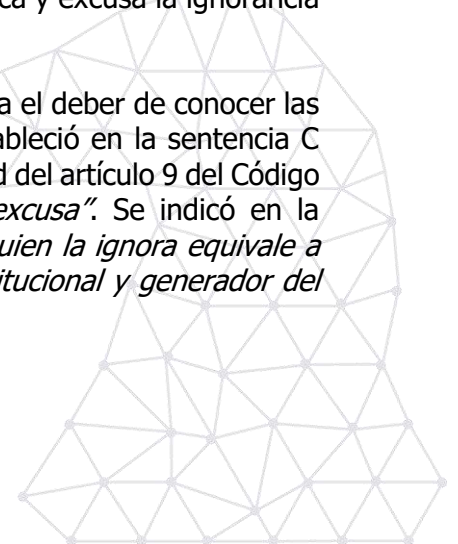 ca y excusa la ignorancia
a el deber de conocer las
ableció en la sentencia C
d del artículo 9 del Código
excusa”. Se indicó en la
uien la ignora equivale a
titucional y generador del